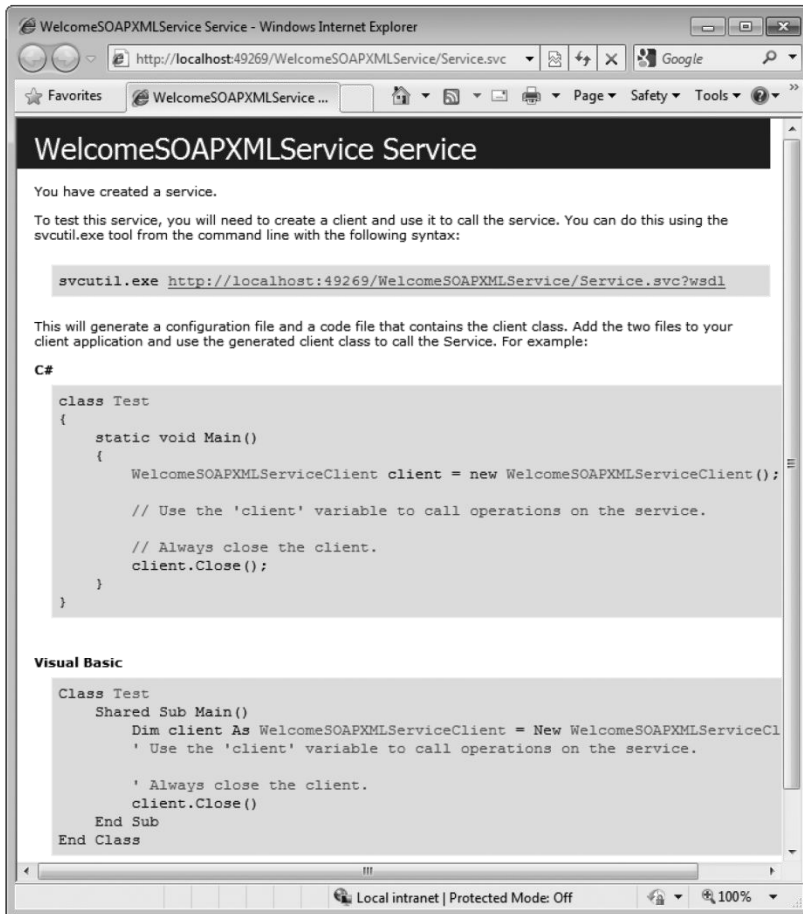 WelcomeSOAPXMLService Service - Windows Internet Explorer
http://localhost:49269/WelcomeSOAPXMLService/Service.svc
Google
Favorites
WelcomeSOAPXMLService ...
Page
Safety
Tools
WelcomeSOAPXMLService Service
You have created a service.
To test this service, you will need to create a client and use it to call the service. You can do this using the
svcutil.exe tool from the command line with the following syntax:
svcutil.exe http://localhost:49269/WelcomeSOAPXMLService/Service.svc?wsdl
This will generate a configuration file and a code file that contains the client class. Add the two files to your
client application and use the generated client class to call the Service. For example:
C#
class Test
{
    static void Main()
    {
        WelcomeSOAPXMLServiceClient client = new WelcomeSOAPXMLServiceClient();
        // Use the 'client' variable to call operations on the service.
        // Always close the client.
        client.Close();
    }
}
Visual Basic
Class Test
    Shared Sub Main()
        Dim client As WelcomeSOAPXMLServiceClient = New WelcomeSOAPXMLServiceCl
        ' Use the 'client' variable to call operations on the service.
        ' Always close the client.
        client.Close()
    End Sub
End Class
Local intranet | Protected Mode: Off
100%